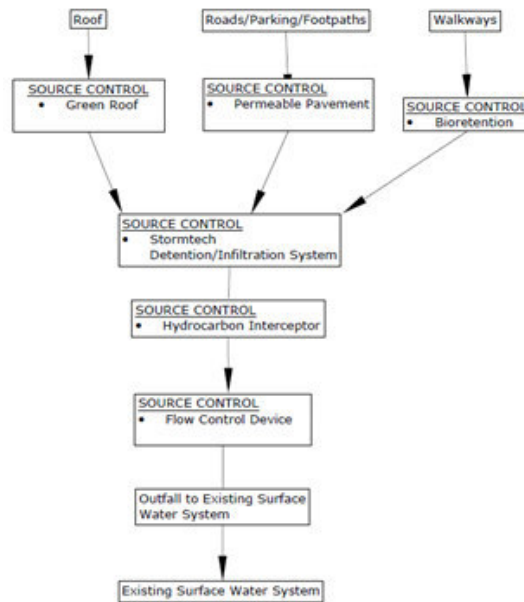 Roof
Roads/Parking/Footpaths
Walkways
SOURCE CONTROL
• Green Roof
SOURCE CONTROL
• Permeable Pavement
SOURCE CONTROL
• Bioretention
SOURCE CONTROL
• Stormtech
Detention/Infiltration System
SOURCE CONTROL
• Hydrocarbon Interceptor
SOURCE CONTROL
• Flow Control Device
Outfall to Existing Surface
Water System
Existing Surface Water System